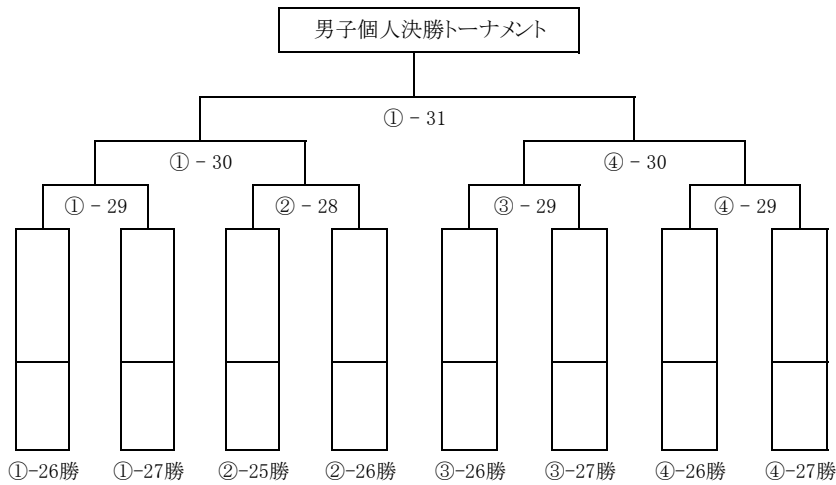 男子個人決勝トーナメント
①－31
①－30
④－30
①－29
②－28
③－29
④－29
①-26勝
①-27勝
②-25勝
②-26勝
③-26勝
③-27勝
④-26勝
④-27勝